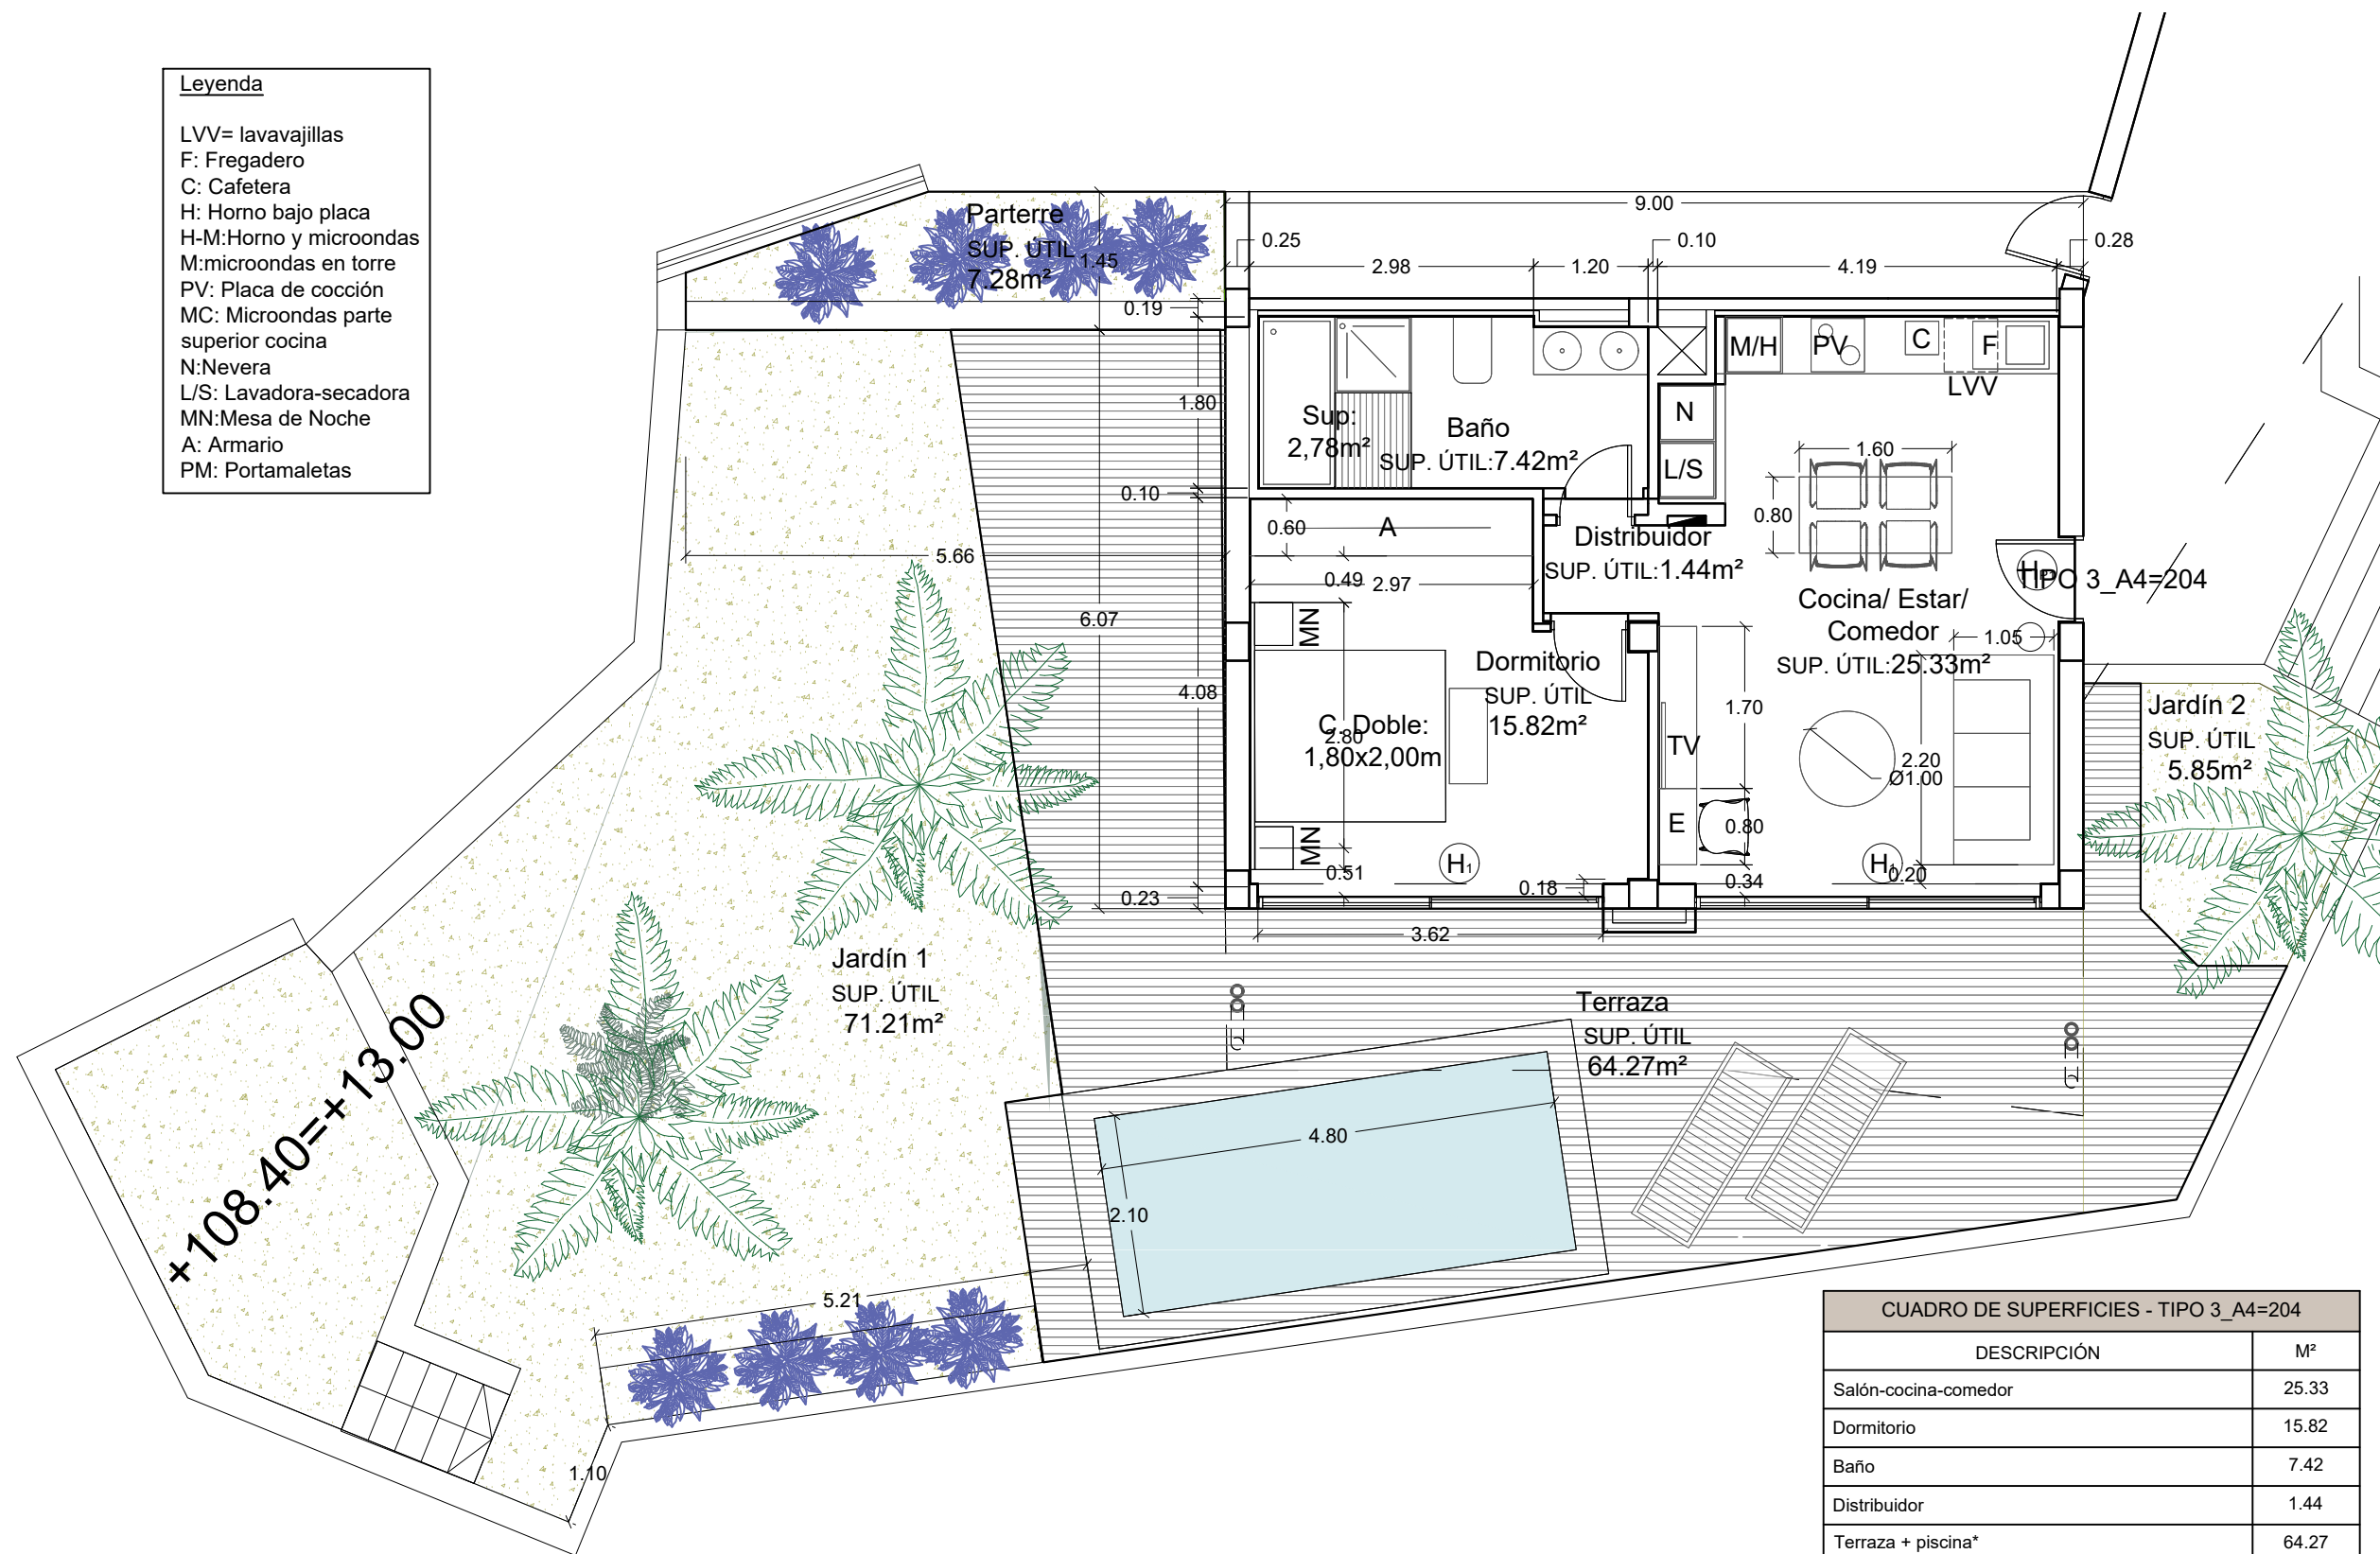 Leyenda
LVV= lavavajillas
F: Fregadero
C: Cafetera
H: Horno bajo placa
H-M:Horno y microondas
M:microondas en torre
PV: Placa de cocción
MC: Microondas parte
superior cocina
N:Nevera
L/S: Lavadora-secadora
MN:Mesa de Noche
A: Armario
PM: Portamaletas
Parterre
SUP. ÚTIL
7.28m²
1.45
9.00
0.25
0.10
0.28
2.98
1.20
4.19
0.19
M/H
PV
C
F
LVV
1.80
Sup:
2,78m²
Baño
SUP. ÚTIL:7.42m²
N
L/S
1.60
0.80
0.10
0.60
A
Distribuidor
SUP. ÚTIL:1.44m²
5.66
0.49
2.97
H
TIPO 3_A4=204
Cocina/ Estar/
Comedor
SUP. ÚTIL:25.33m²
1.05
6.07
MN
Dormitorio
SUP. ÚTIL
15.82m²
4.08
1.70
C. Doble:
1,80x2,00m
2.80
TV
2.20
Ø1.00
Jardín 2
SUP. ÚTIL
5.85m²
E
0.80
MN
H1
H1
0.51
0.18
0.34
0.20
0.23
3.62
Jardín 1
SUP. ÚTIL
71.21m²
Terraza
SUP. ÚTIL
64.27m²
+108.40=+13.00
4.80
2.10
5.21
1.10
CUADRO DE SUPERFICIES - TIPO 3_A4=204
DESCRIPCIÓN M²
Salón-cocina-comedor 25.33
Dormitorio 15.82
Baño 7.42
Distribuidor 1.44
Terraza + piscina* 64.27